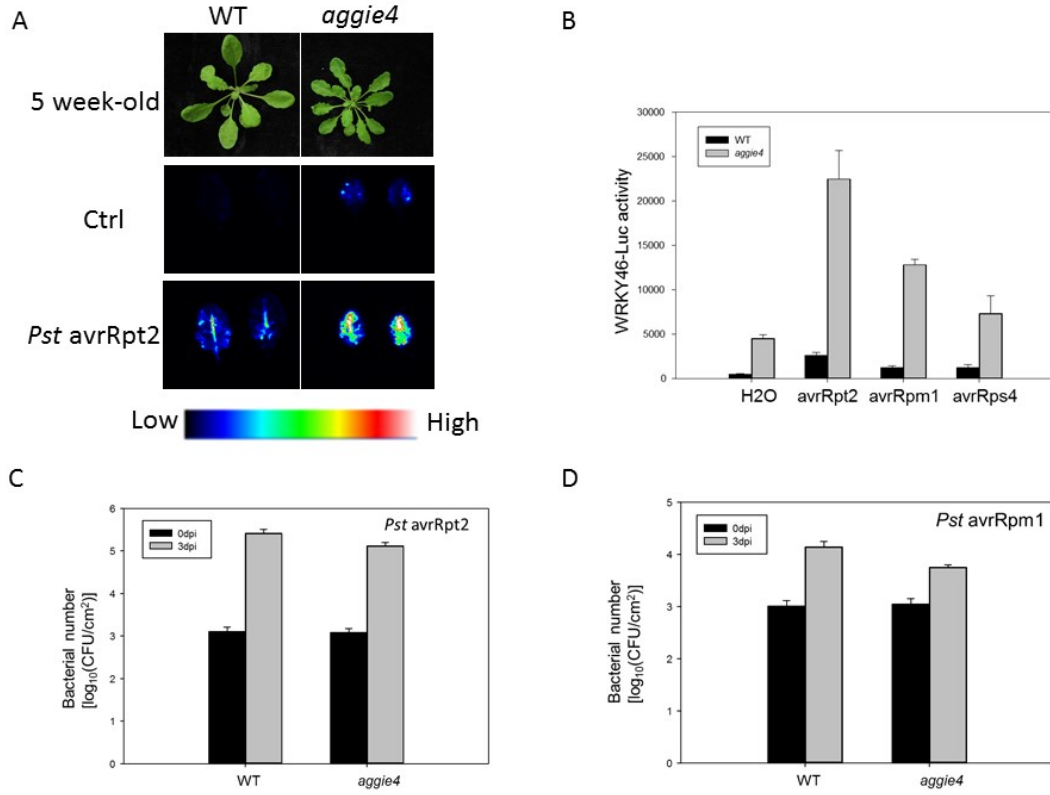 A
WT
aggie4
5 week-old
Ctrl
Pst avrRpt2
Low
High
B
30000
25000
20000
15000
10000
5000
0
WRKY46-Luc activity
WT
aggie4
H2O
avrRpt2
avrRpm1
avrRps4
C
6
5
4
3
2
1
0
Bacterial number
[log10(CFU/cm2)]
0dpi
3dpi
Pst avrRpt2
WT
aggie4
D
5
4
3
2
1
0
Bacterial number
[log10(CFU/cm2)]
0dpi
3dpi
Pst avrRpm1
WT
aggie4